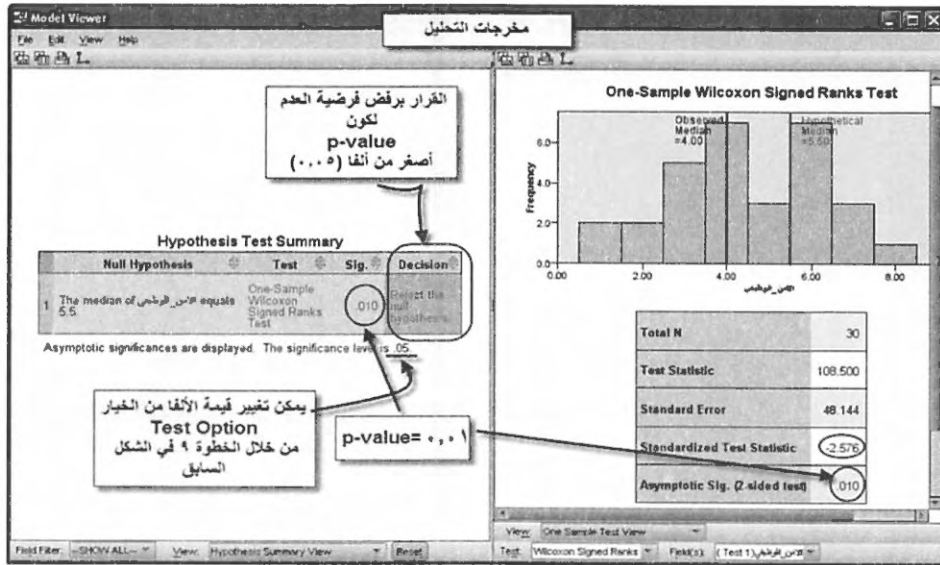 Model Viewer
مخرجات التحليل
File Edit View Help
القرار برفض فرضية العدم
لكون
p-value
أصغر من ألفا (٠,٠٥)
Hypothesis Test Summary
Null Hypothesis Test Sig. Decision
1 The median of الامن_الوظيفي equals 5.5. One-Sample Wilcoxon Signed Ranks Test .010 Reject the null hypothesis.
Asymptotic significances are displayed. The significance level is .05.
يمكن تغيير قيمة الألفا من الخيار
Test Option
من خلال الخطوة ٩ في الشكل
السابق
p-value= ٠,٠١
Field Filter: --SHOW ALL-- View: Hypothesis Summary View Reset
One-Sample Wilcoxon Signed Ranks Test
Observed Median =4.00
Hypothetical Median =5.50
Frequency
6.0
4.0
2.0
0.0
0.00 2.00 4.00 6.00 8.00
الامن_الوظيفي
Total N 30
Test Statistic 108.500
Standard Error 48.144
Standardized Test Statistic -2.576
Asymptotic Sig. (2-sided test) .010
View: One Sample Test View
Test: Wilcoxon Signed Ranks Field(s): الامن_الوظيفي(Test 1)